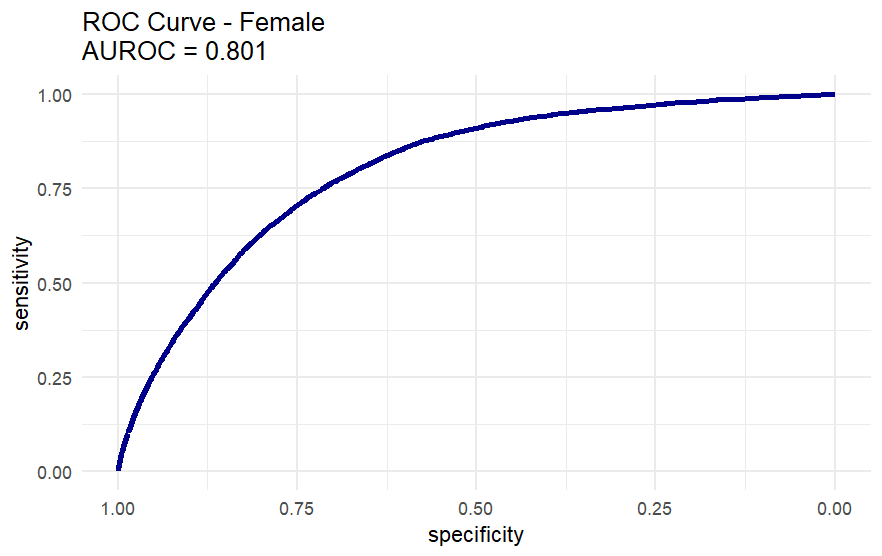 ROC Curve - Female
AUROC = 0.801
1.00
0.75
0.50
0.25
0.00
sensitivity
1.00 0.75 0.50 0.25 0.00
specificity